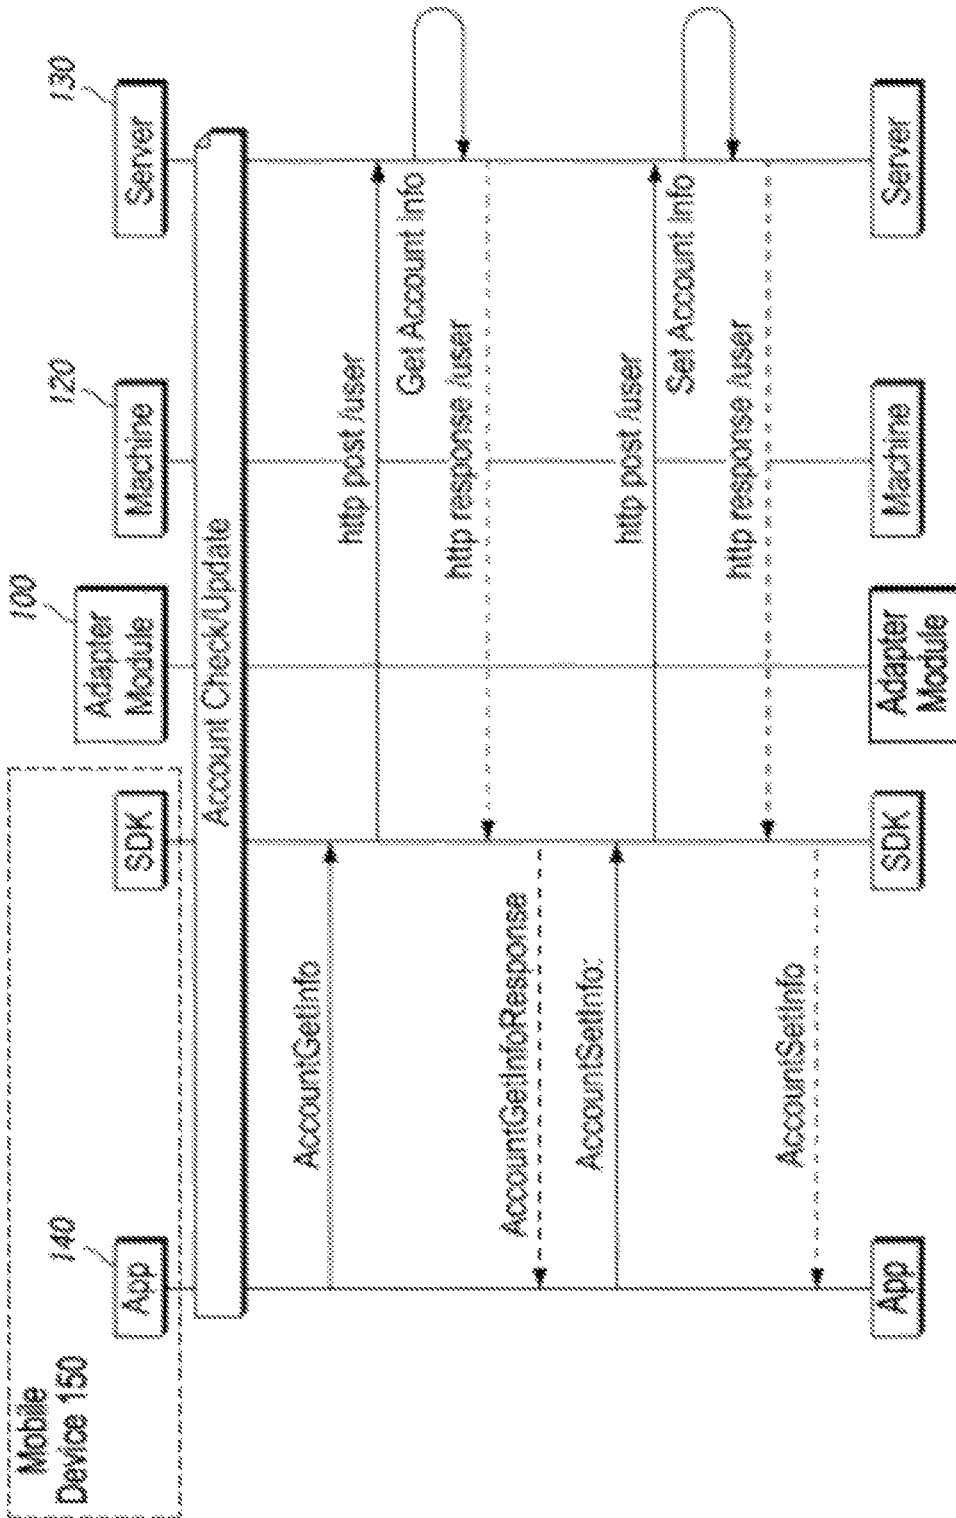 Mobile
Device 150
140
100
120
130
App
SDK
Adapter
Module
Machine
Server
Account Check/Update
AccountGetInfo
http post /user
Get Account Info
http response /user
AccountGetInfoResponse
AccountSetInfo:
http post /user
Set Account Info
http response /user
AccountSetInfo
App
SDK
Adapter
Module
Machine
Server